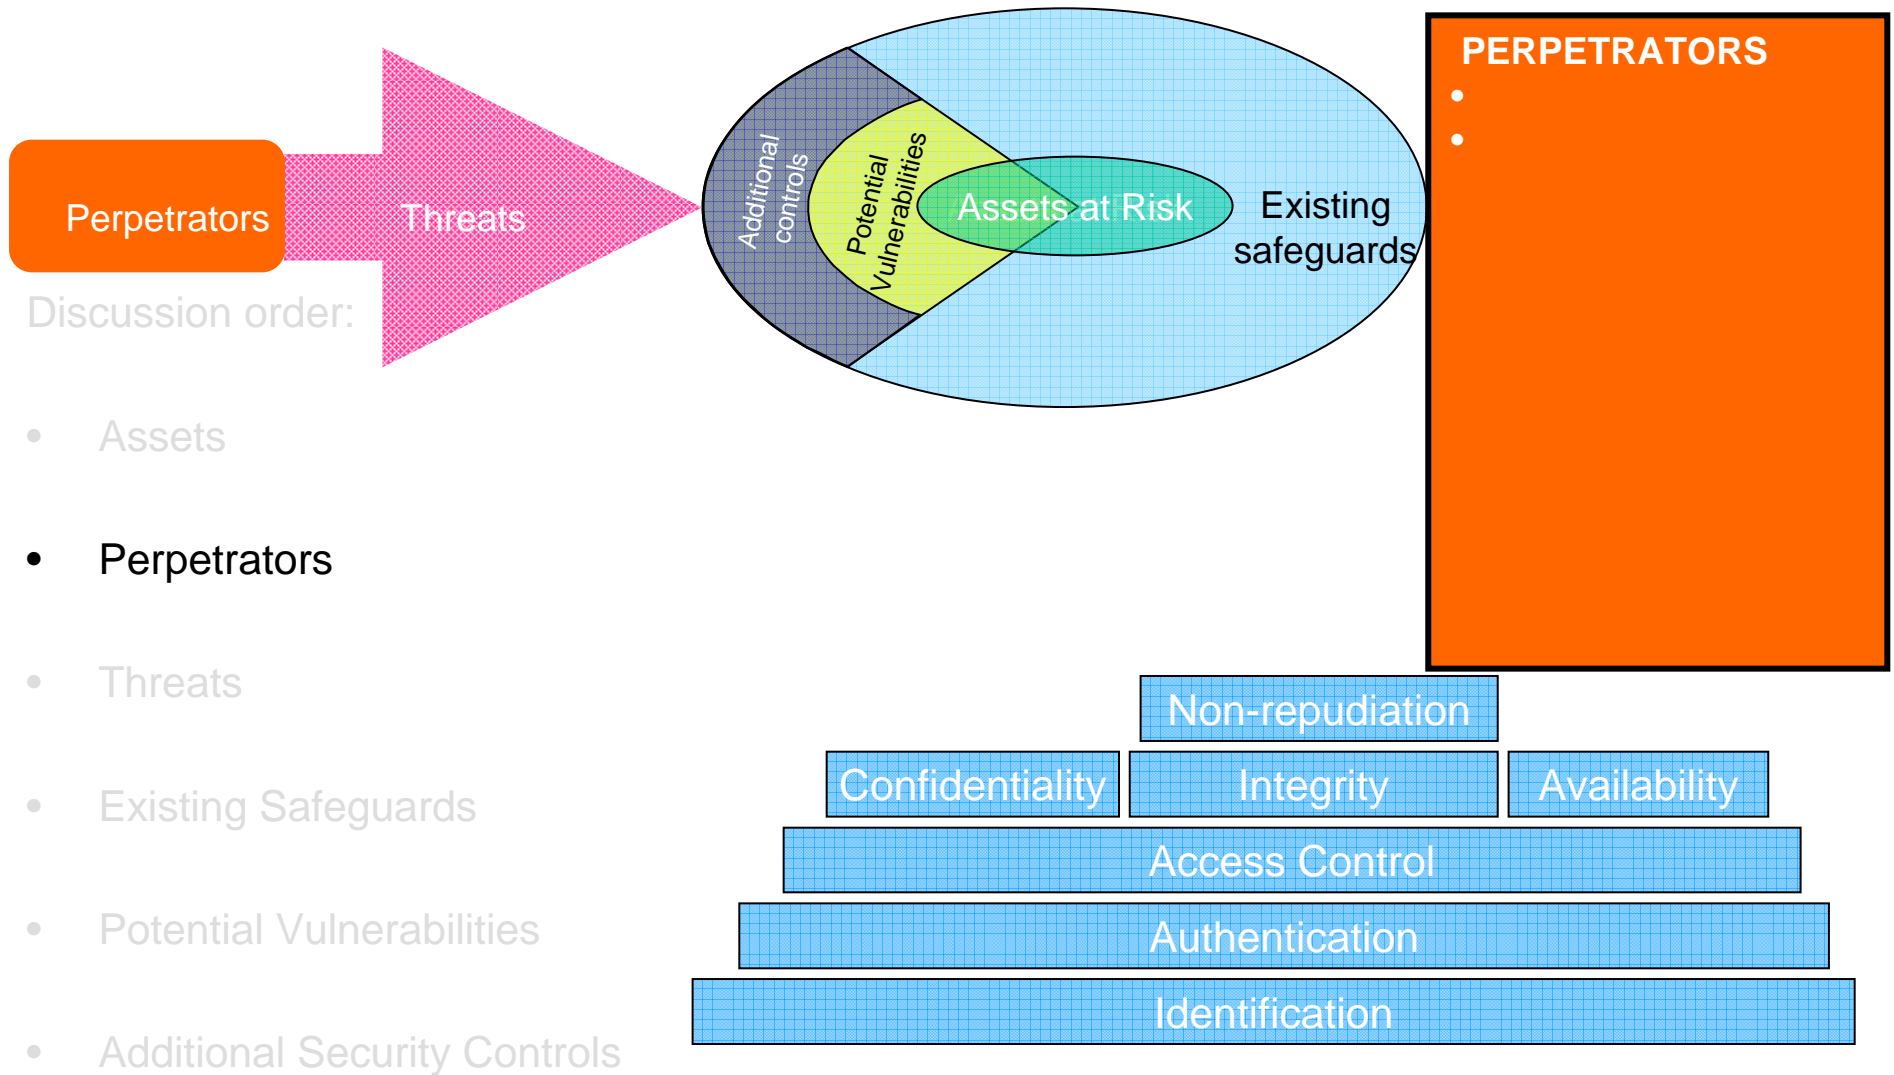 PERPETRATORS
•
•
Additional
controls
Potential
Vulnerabilities
Assets at Risk
Existing
safeguards
Perpetrators
Threats
Discussion order:
• Assets
• Perpetrators
• Threats
• Existing Safeguards
• Potential Vulnerabilities
• Additional Security Controls
Non-repudiation
Confidentiality
Integrity
Availability
Access Control
Authentication
Identification